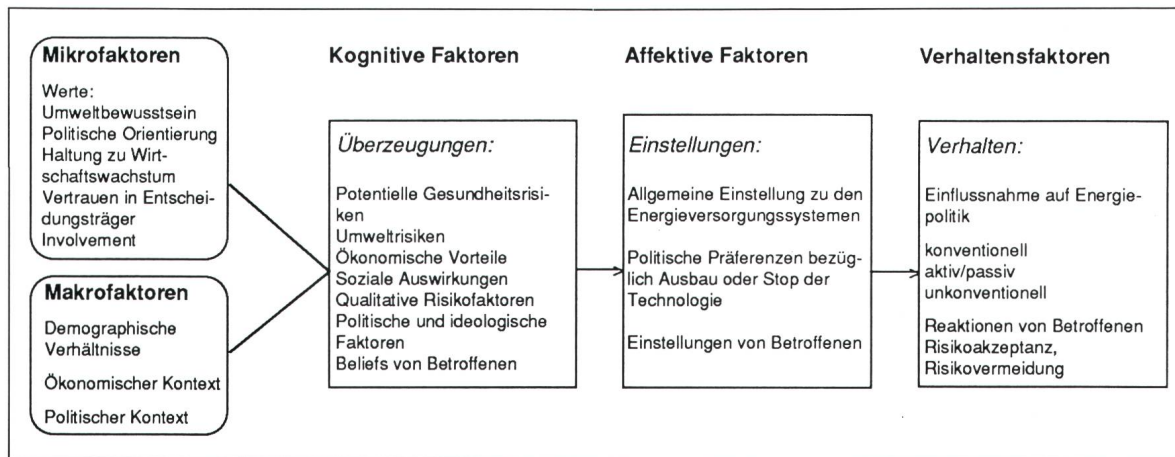 Mikrofaktoren
Werte:
Umweltbewusstsein
Politische Orientierung
Haltung zu Wirt-
schaftswachstum
Vertrauen in Entschei-
dungsträger
Involvement
Makrofaktoren
Demographische
Verhältnisse
Ökonomischer Kontext
Politischer Kontext
Kognitive Faktoren
Überzeugungen:
Potentielle Gesundheitsrisi-
ken
Umweltrisiken
Ökonomische Vorteile
Soziale Auswirkungen
Qualitative Risikofaktoren
Politische und ideologische
Faktoren
Beliefs von Betroffenen
Affektive Faktoren
Einstellungen:
Allgemeine Einstellung zu den
Energieversorgungssystemen
Politische Präferenzen bezüg-
lich Ausbau oder Stop der
Technologie
Einstellungen von Betroffenen
Verhaltensfaktoren
Verhalten:
Einflussnahme auf Energie-
politik
konventionell
aktiv/passiv
unkonventionell
Reaktionen von Betroffenen
Risikoakzeptanz,
Risikovermeidung